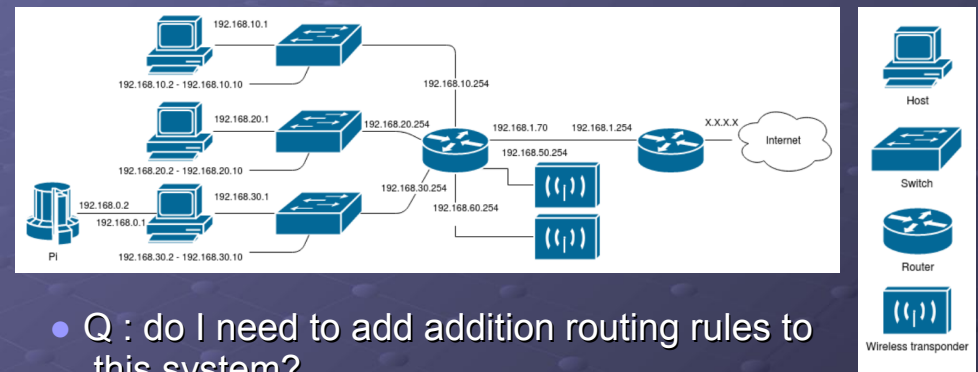 192.168.10.1
192.168.10.2 - 192.168.10.10
192.168.10.254
192.168.20.1
192.168.20.254
192.168.20.2 - 192.168.20.10
192.168.1.70
192.168.1.254
X.X.X.X
Internet
192.168.50.254
192.168.30.1
192.168.30.254
192.168.0.2
192.168.0.1
192.168.60.254
Pi
192.168.30.2 - 192.168.30.10
Host
Switch
Router
Wireless transponder
Q : do I need to add addition routing rules to
this system?